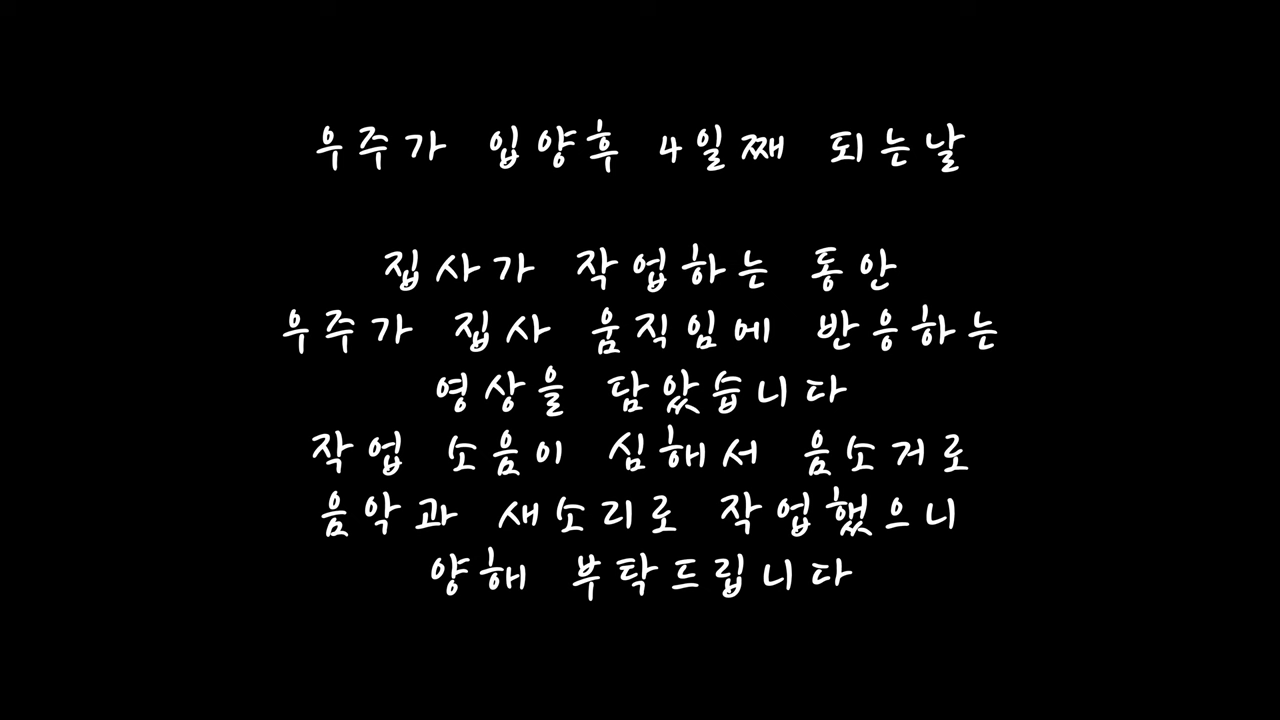 우주가 입양후 4일째 되는날
집사가 작업하는 동안
우주가 집사 움직임에 반응하는
영상을 담았습니다
작업 소음이 심해서 음소거로
음악과 새소리로 작업했으니
양해 부탁드립니다